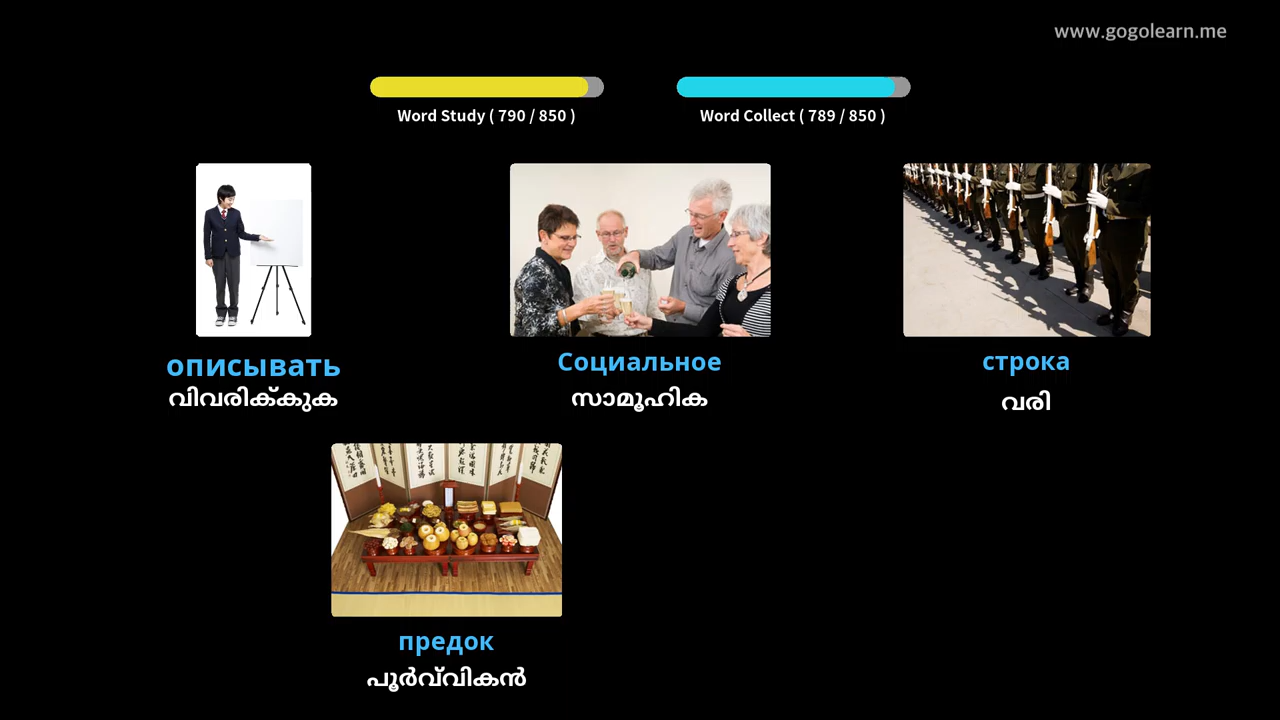 www.gogolearn.me
Word Study ( 790 / 850 )
Word Collect ( 789 / 850 )
описывать
വിവരിക്കുക
Социальное
സാമൂഹിക
строка
വരി
предок
പൂർവ്വികൻ